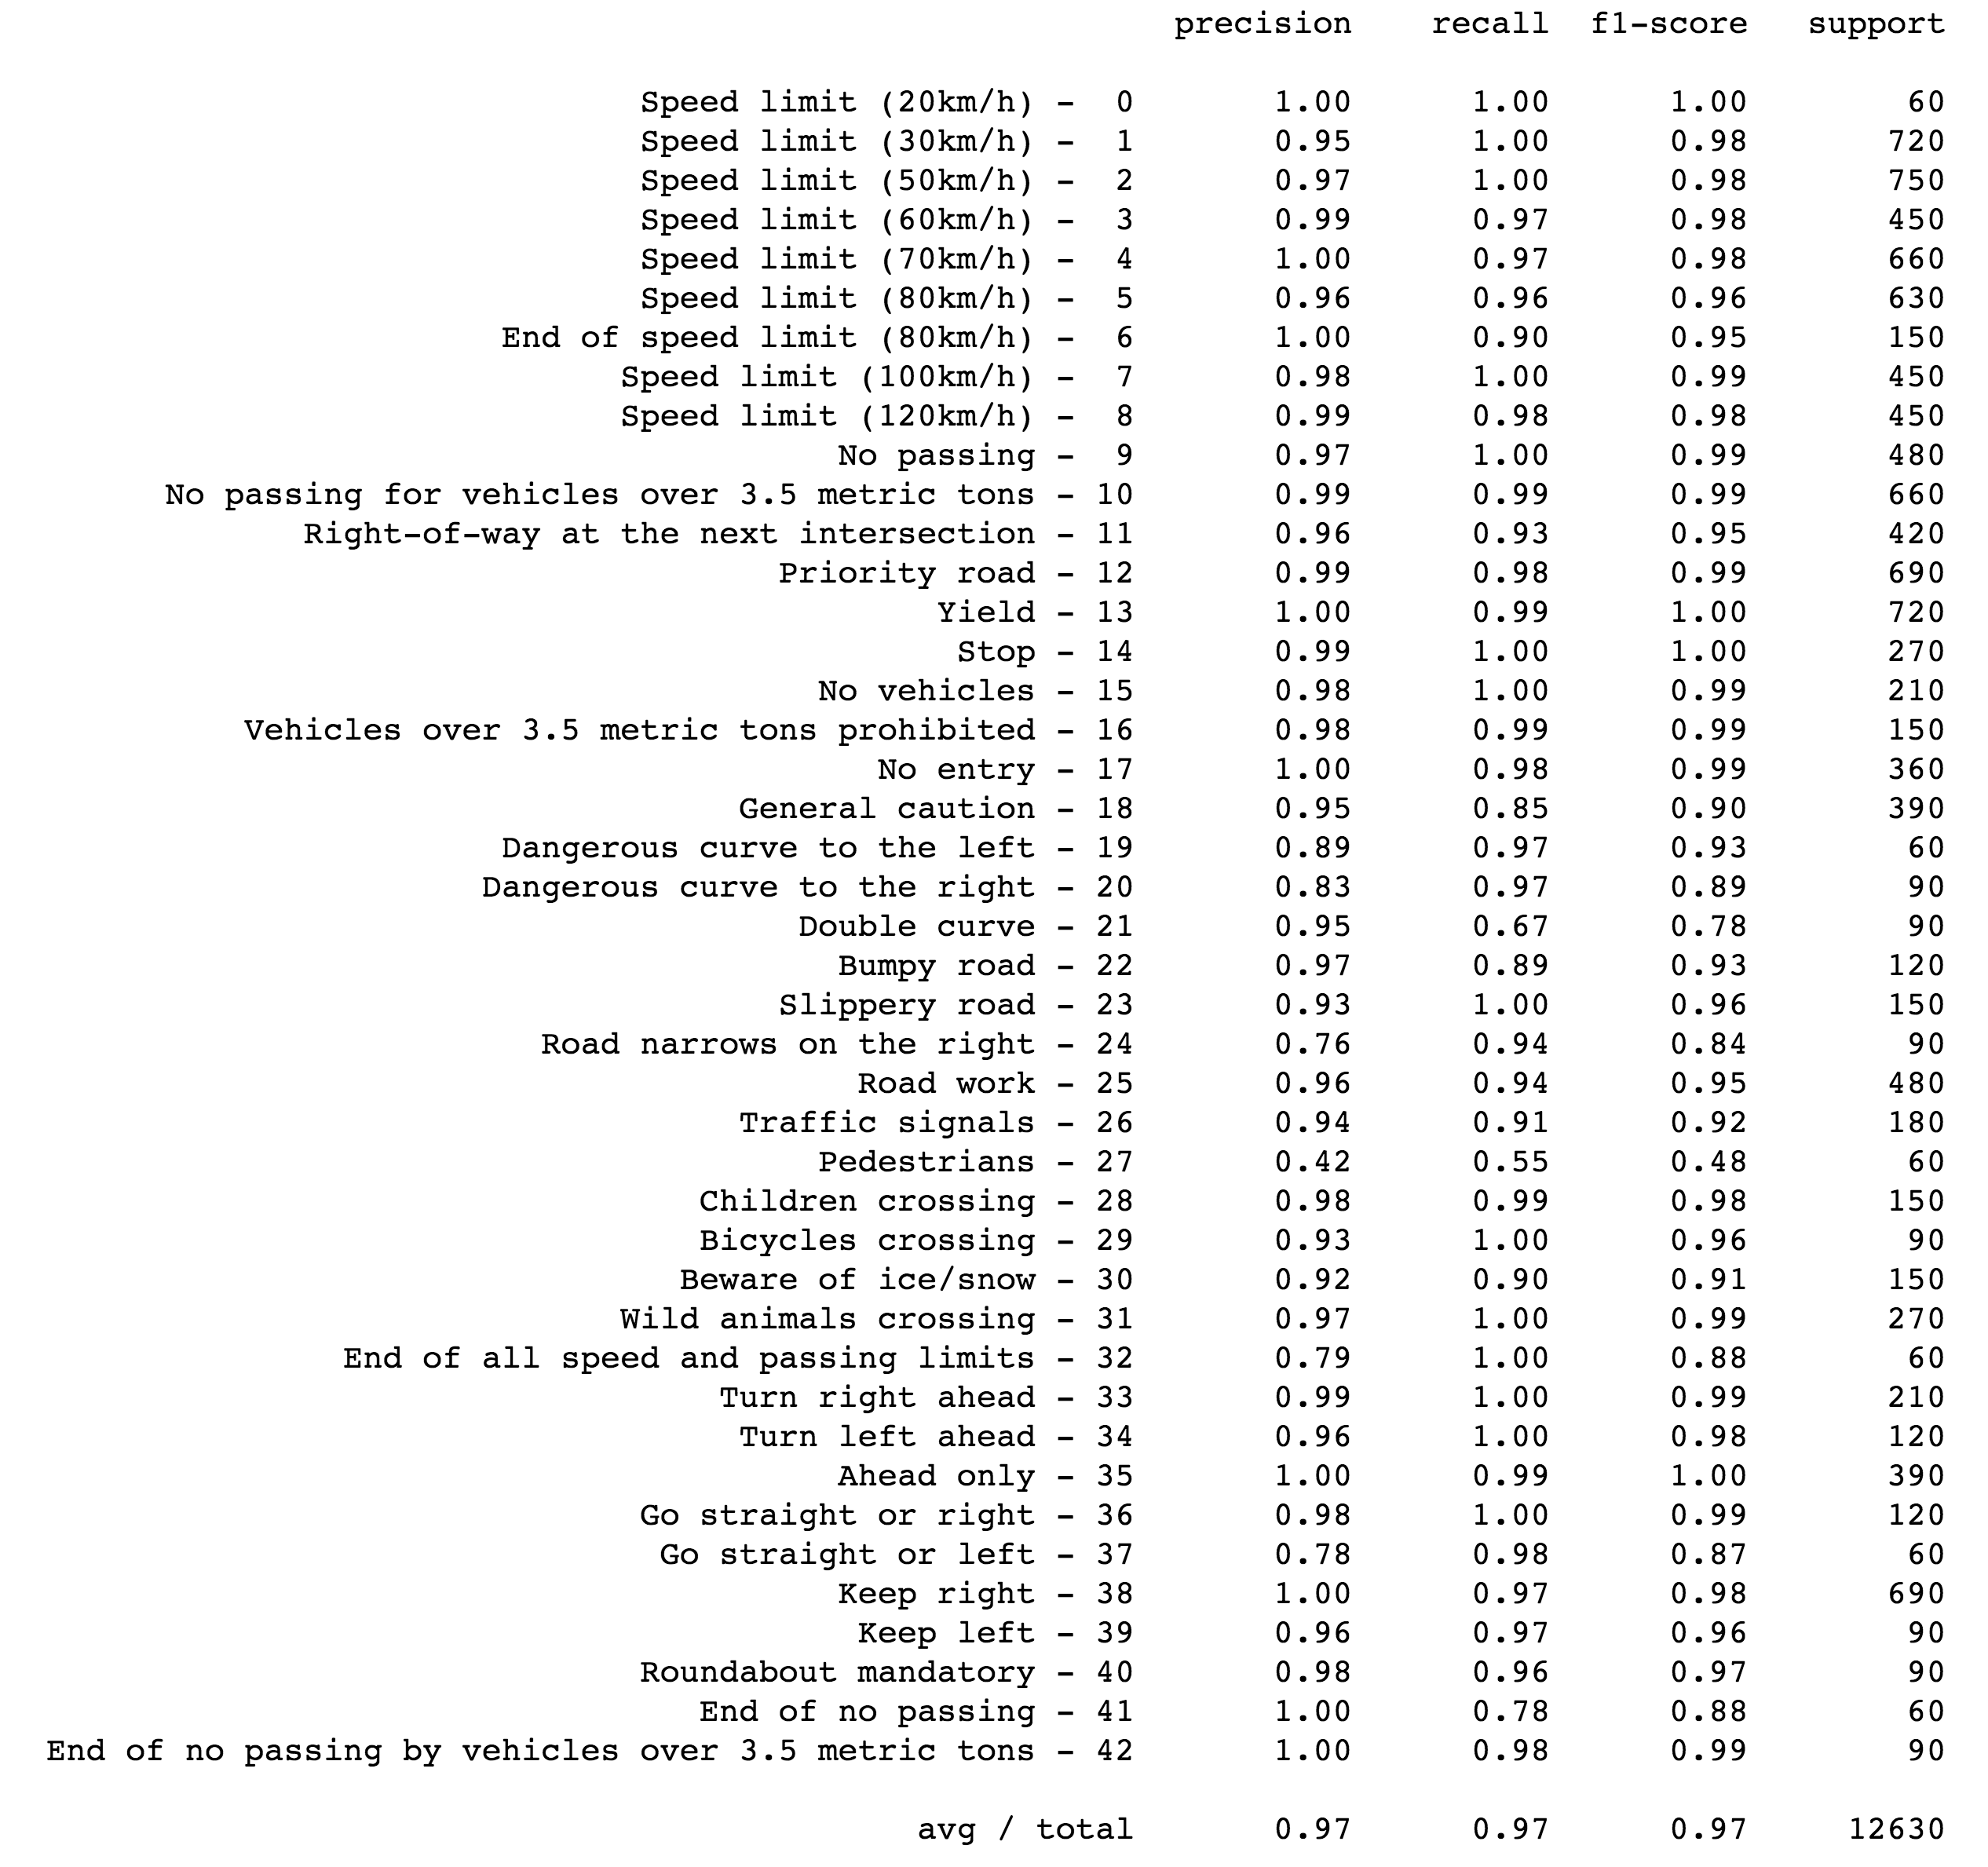 precision recall f1-score support
Speed limit (20km/h) - 0 1.00 1.00 1.00 60
Speed limit (30km/h) - 1 0.95 1.00 0.98 720
Speed limit (50km/h) - 2 0.97 1.00 0.98 750
Speed limit (60km/h) - 3 0.99 0.97 0.98 450
Speed limit (70km/h) - 4 1.00 0.97 0.98 660
Speed limit (80km/h) - 5 0.96 0.96 0.96 630
End of speed limit (80km/h) - 6 1.00 0.90 0.95 150
Speed limit (100km/h) - 7 0.98 1.00 0.99 450
Speed limit (120km/h) - 8 0.99 0.98 0.98 450
No passing - 9 0.97 1.00 0.99 480
No passing for vehicles over 3.5 metric tons - 10 0.99 0.99 0.99 660
Right-of-way at the next intersection - 11 0.96 0.93 0.95 420
Priority road - 12 0.99 0.98 0.99 690
Yield - 13 1.00 0.99 1.00 720
Stop - 14 0.99 1.00 1.00 270
No vehicles - 15 0.98 1.00 0.99 210
Vehicles over 3.5 metric tons prohibited - 16 0.98 0.99 0.99 150
No entry - 17 1.00 0.98 0.99 360
General caution - 18 0.95 0.85 0.90 390
Dangerous curve to the left - 19 0.89 0.97 0.93 60
Dangerous curve to the right - 20 0.83 0.97 0.89 90
Double curve - 21 0.95 0.67 0.78 90
Bumpy road - 22 0.97 0.89 0.93 120
Slippery road - 23 0.93 1.00 0.96 150
Road narrows on the right - 24 0.76 0.94 0.84 90
Road work - 25 0.96 0.94 0.95 480
Traffic signals - 26 0.94 0.91 0.92 180
Pedestrians - 27 0.42 0.55 0.48 60
Children crossing - 28 0.98 0.99 0.98 150
Bicycles crossing - 29 0.93 1.00 0.96 90
Beware of ice/snow - 30 0.92 0.90 0.91 150
Wild animals crossing - 31 0.97 1.00 0.99 270
End of all speed and passing limits - 32 0.79 1.00 0.88 60
Turn right ahead - 33 0.99 1.00 0.99 210
Turn left ahead - 34 0.96 1.00 0.98 120
Ahead only - 35 1.00 0.99 1.00 390
Go straight or right - 36 0.98 1.00 0.99 120
Go straight or left - 37 0.78 0.98 0.87 60
Keep right - 38 1.00 0.97 0.98 690
Keep left - 39 0.96 0.97 0.96 90
Roundabout mandatory - 40 0.98 0.96 0.97 90
End of no passing - 41 1.00 0.78 0.88 60
End of no passing by vehicles over 3.5 metric tons - 42 1.00 0.98 0.99 90
avg / total 0.97 0.97 0.97 12630